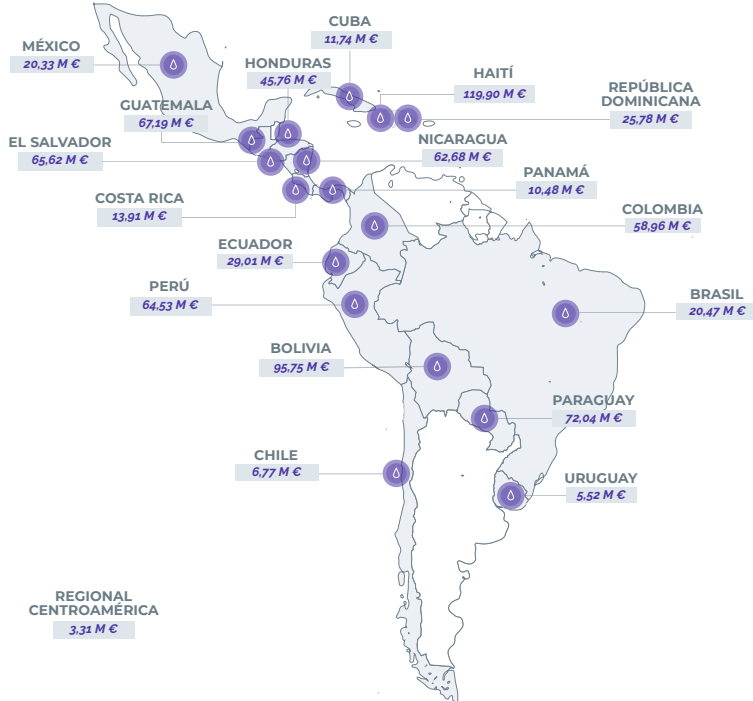 CUBA
11,74 M €
MÉXICO
20,33 M €
HONDURAS
45,76 M €
HAITÍ
119,90 M €
REPÚBLICA
DOMINICANA
25,78 M €
GUATEMALA
67,19 M €
EL SALVADOR
65,62 M €
NICARAGUA
62,68 M €
PANAMÁ
10,48 M €
COSTA RICA
13,91 M €
COLOMBIA
58,96 M €
ECUADOR
29,01 M €
PERÚ
64,53 M €
BRASIL
20,47 M €
BOLIVIA
95,75 M €
PARAGUAY
72,04 M €
CHILE
6,77 M €
URUGUAY
5,52 M €
REGIONAL
CENTROAMÉRICA
3,31 M €